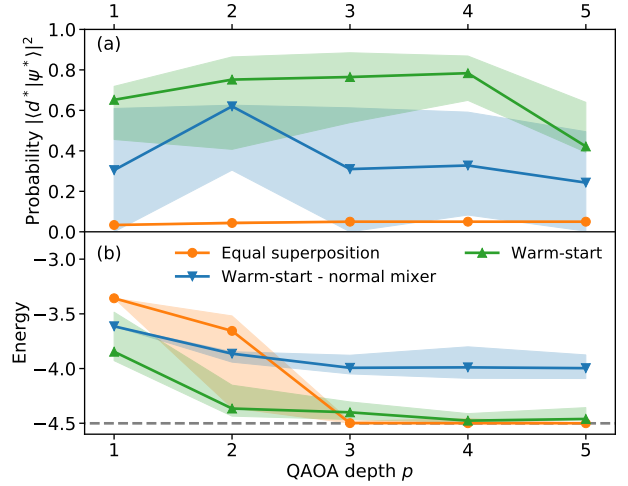 1 2 3 4 5
1.0
(a)
0.8
0.6
0.4
0.2
0.0
Probability |⟨d*|ψ*⟩|²
(b)
Equal superposition
Warm-start
Warm-start - normal mixer
−3.0
−3.5
−4.0
−4.5
Energy
1 2 3 4 5
QAOA depth p